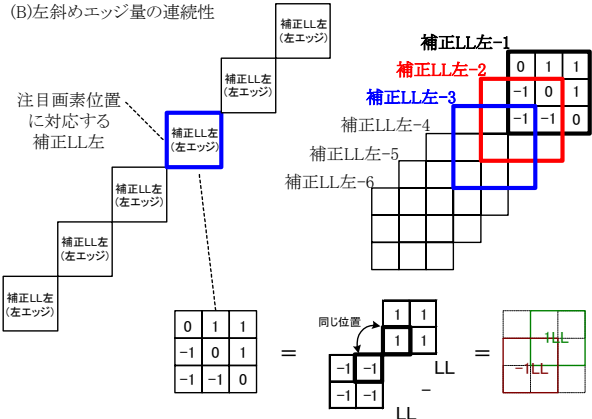 (B)左斜めエッジ量の連続性
補正LL左
(左エッジ)
補正LL左
(左エッジ)
注目画素位置
に対応する
補正LL左
補正LL左
(左エッジ)
補正LL左
(左エッジ)
補正LL左
(左エッジ)
補正LL左
(左エッジ)
補正LL左-1
補正LL左-2
補正LL左-3
補正LL左-4
補正LL左-5
補正LL左-6
0 1 1
-1 0 1
-1 -1 0
0 1 1
-1 0 1
-1 -1 0
=
同じ位置
1 1
1 1
-1 -1
-1 -1
LL
-
LL
=
1LL
-1LL